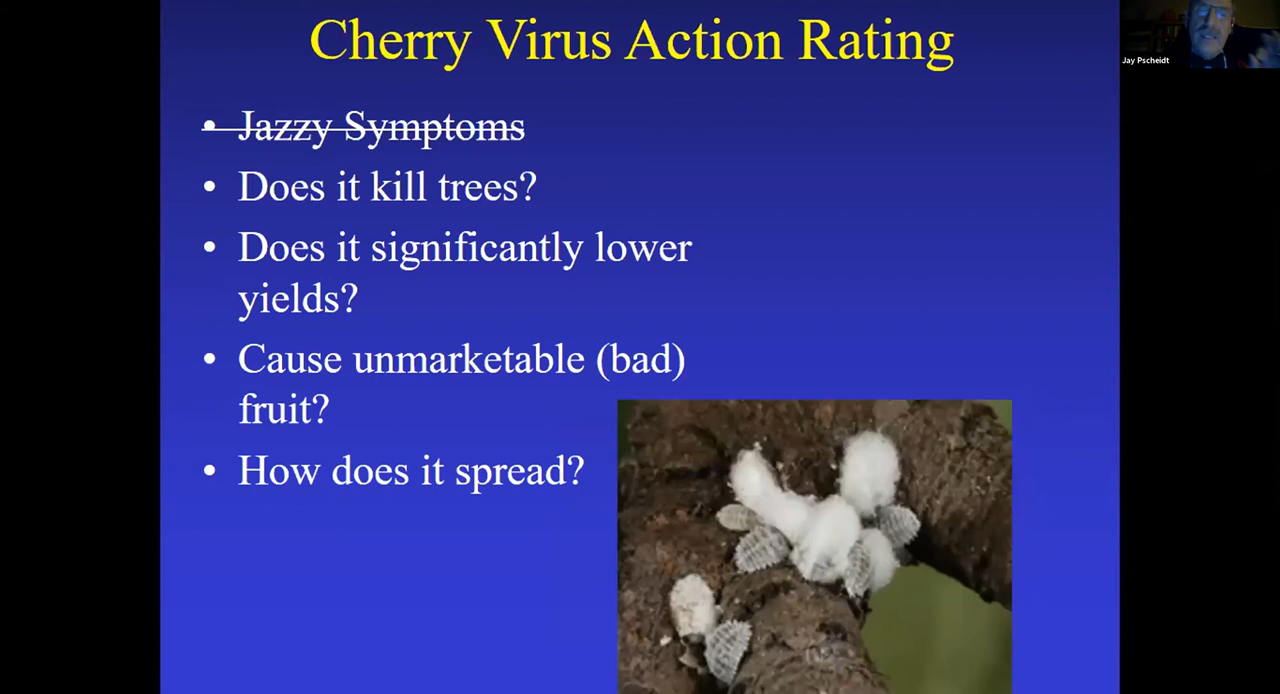 Cherry Virus Action Rating
Jay Pscheidt
• Jazzy Symptoms
• Does it kill trees?
• Does it significantly lower
yields?
• Cause unmarketable (bad)
fruit?
• How does it spread?